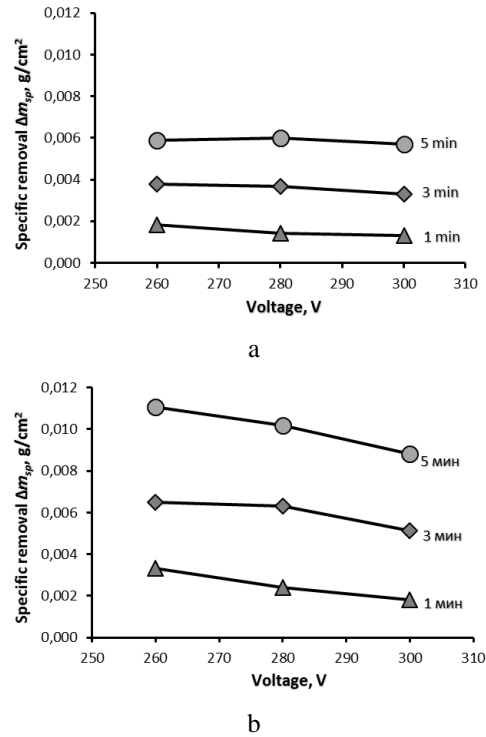 0,012
0,010
0,008
0,006
0,004
0,002
0,000
Specific removal Δmsp, g/cm²
5 min
3 min
1 min
250 260 270 280 290 300 310
Voltage, V
a
0,012
0,010
0,008
0,006
0,004
0,002
0,000
Specific removal Δmsp, g/cm²
5 мин
3 мин
1 мин
250 260 270 280 290 300 310
Voltage, V
b